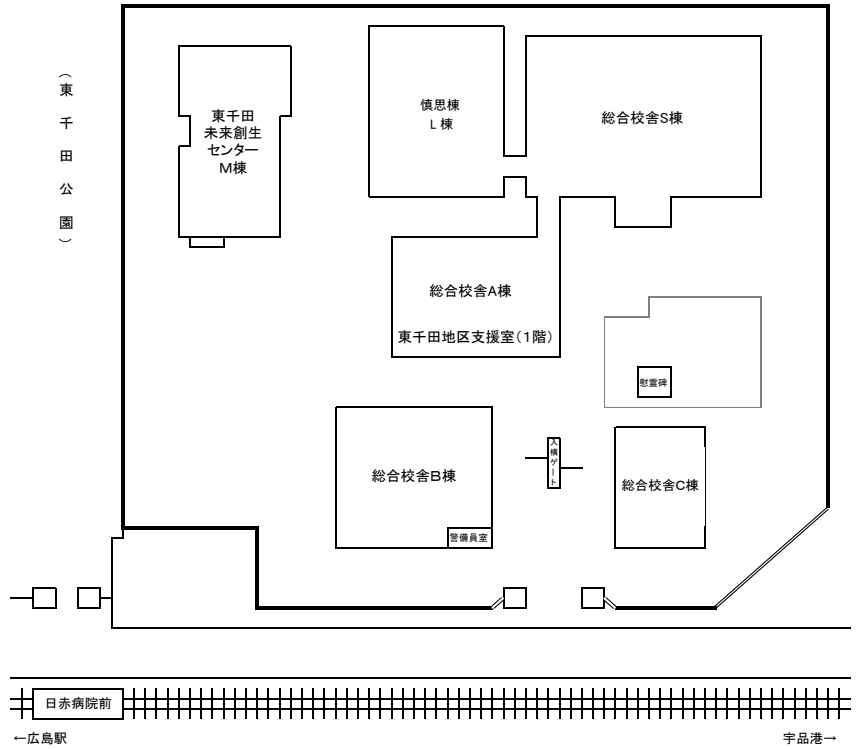 （東千田公園）
東千田
未来創生
センター
M棟
慎思棟
L棟
総合校舎S棟
総合校舎A棟
東千田地区支援室（1階）
慰霊碑
総合校舎B棟
警備員室
入構ゲート
総合校舎C棟
日赤病院前
←広島駅
宇品港→